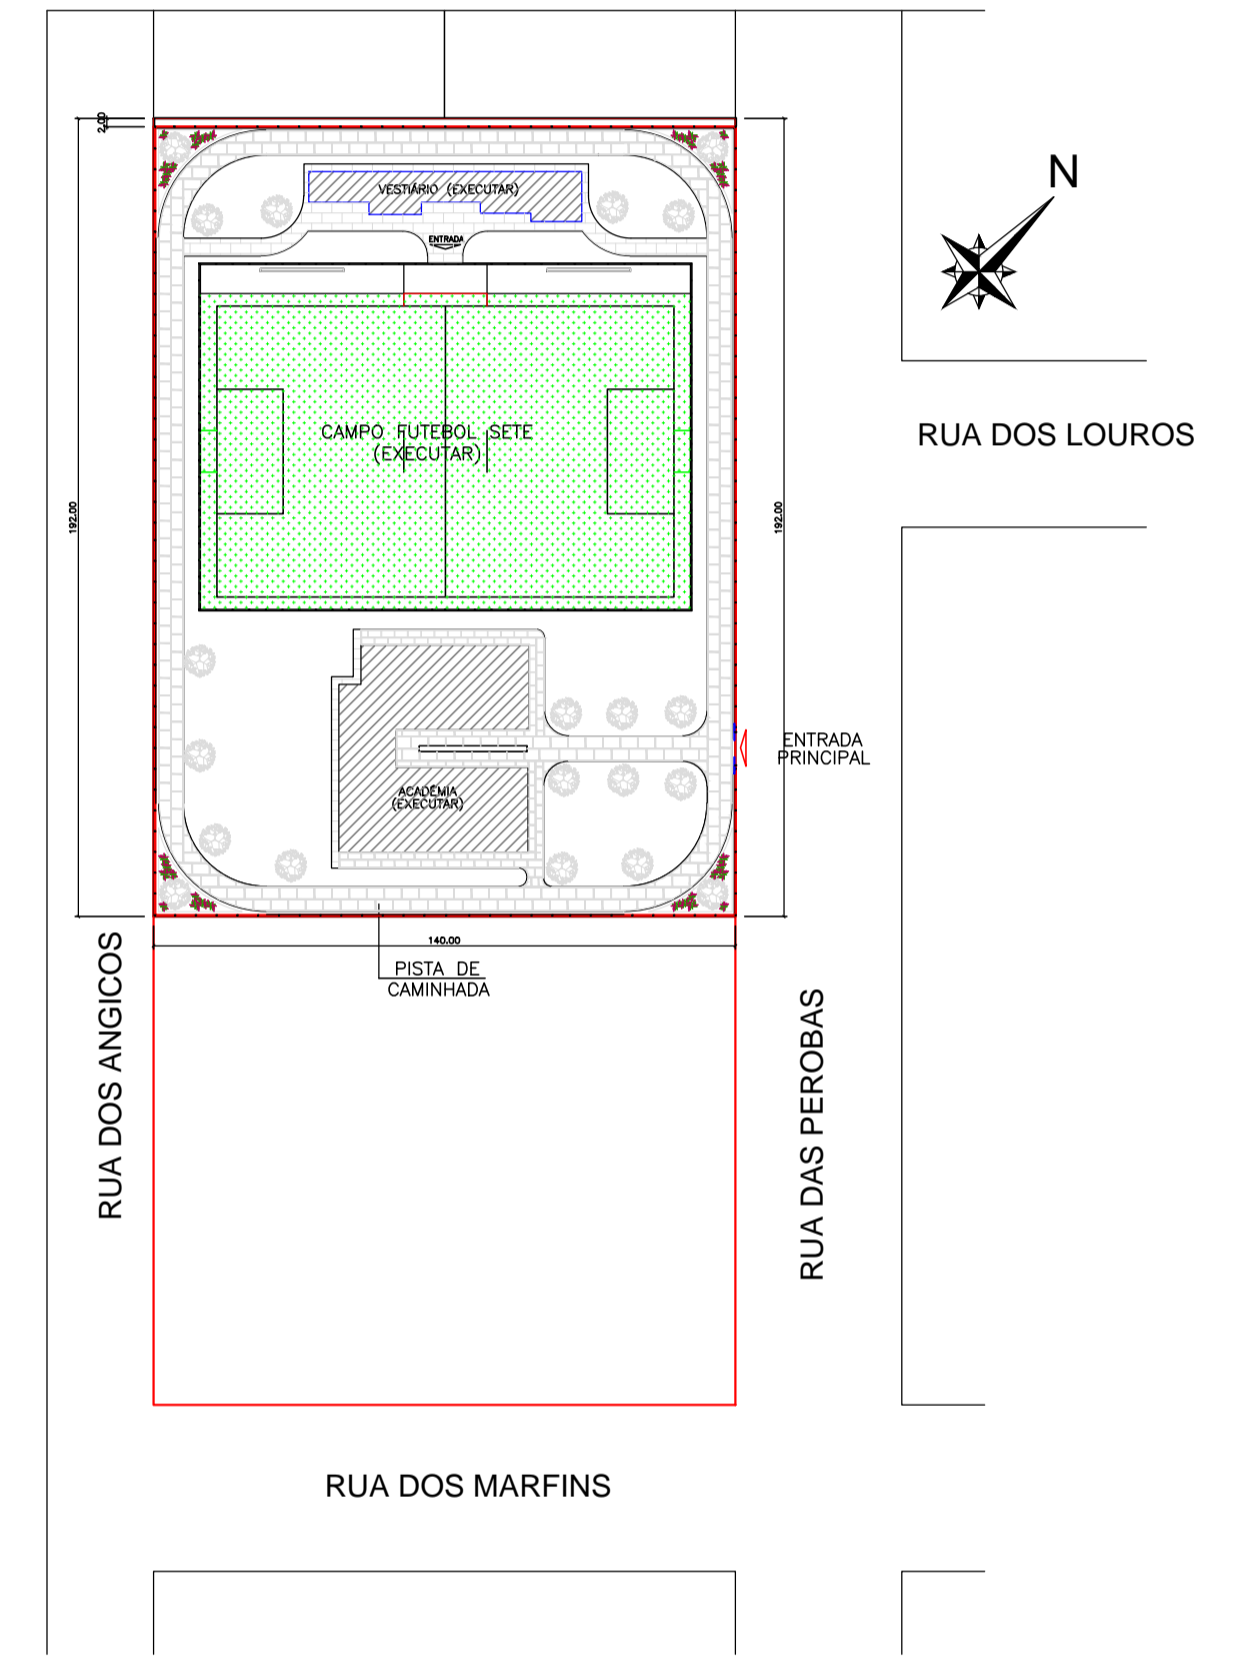 2.00
N
VESTIÁRIO (EXECUTAR)
ENTRADA
RUA DOS LOUROS
CAMPO FUTEBOL SETE
(EXECUTAR)
192.00
192.00
ENTRADA
PRINCIPAL
ACADEMIA
(EXECUTAR)
140.00
PISTA DE
CAMINHADA
RUA DOS ANGICOS
RUA DAS PEROBAS
RUA DOS MARFINS